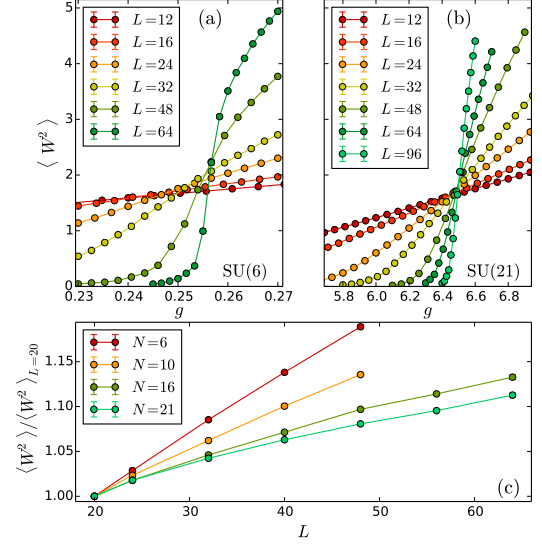 5
4
3
2
1
0
⟨ W² ⟩
L=12
L=16
L=24
L=32
L=48
L=64
(a)
SU(6)
0.23
0.24
0.25
0.26
0.27
g
L=12
L=16
L=24
L=32
L=48
L=64
L=96
(b)
SU(21)
5.8
6.0
6.2
6.4
6.6
6.8
g
1.15
1.10
1.05
1.00
⟨W² ⟩/⟨W² ⟩L=20
N=6
N=10
N=16
N=21
(c)
20
30
40
50
60
L